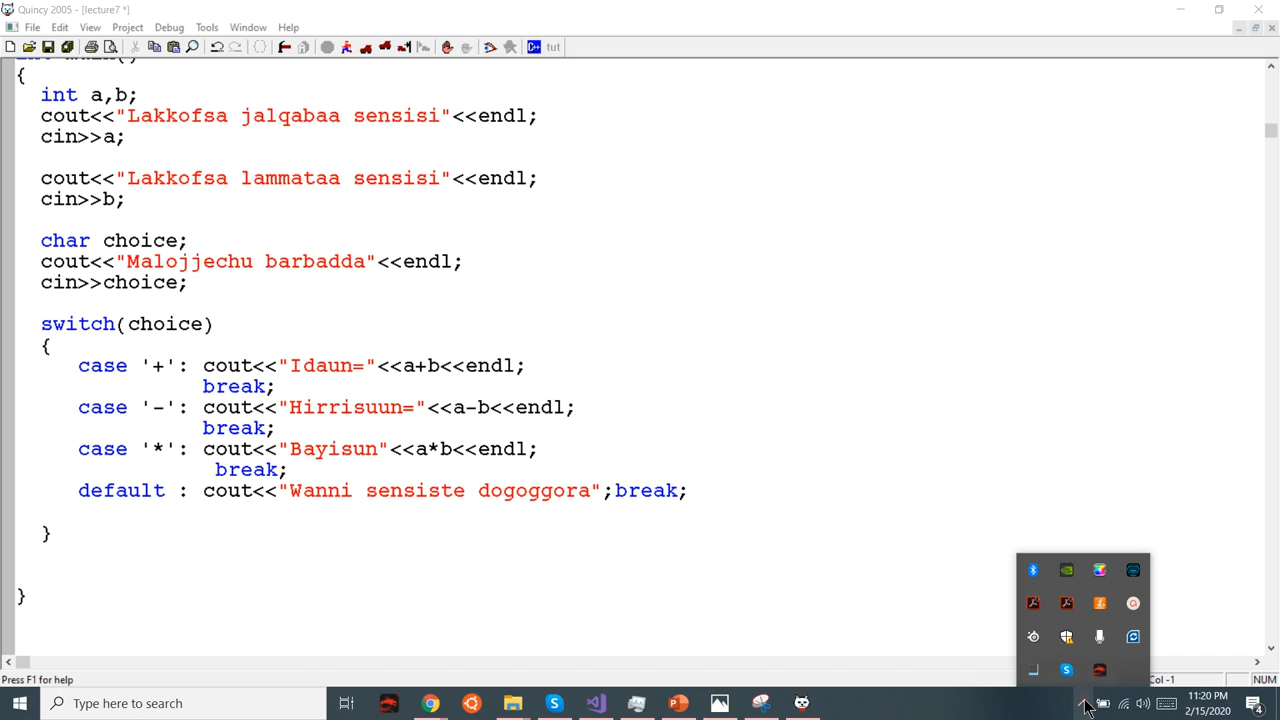 Quincy 2005 - [lecture7 *]
File Edit View Project Debug Tools Window Help
C++ tut
int main()
{
int a,b;
cout<<"Lakkofsa jalqabaa sensisi"<<endl;
cin>>a;
cout<<"Lakkofsa lammataa sensisi"<<endl;
cin>>b;
char choice;
cout<<"Malojjechu barbadda"<<endl;
cin>>choice;
switch(choice)
{
case '+': cout<<"Idaun="<<a+b<<endl;
break;
case '-': cout<<"Hirrisuun="<<a-b<<endl;
break;
case '*': cout<<"Bayisun"<<a*b<<endl;
break;
default : cout<<"Wanni sensiste dogoggora";break;
}
}
Press F1 for help
Col -1
NUM
Type here to search
11:20 PM
2/15/2020
4